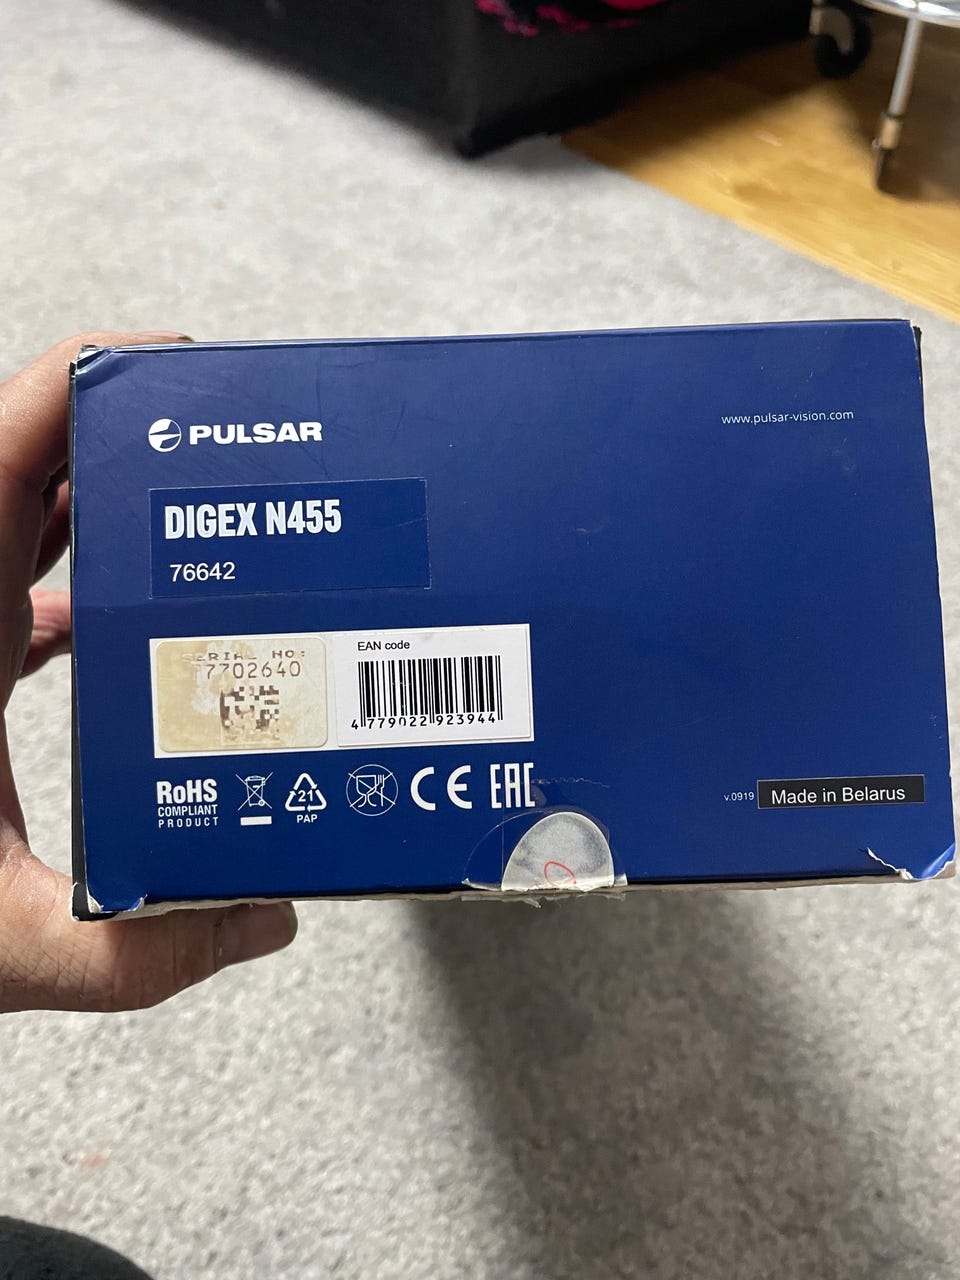 PULSAR
www.pulsar-vision.com
DIGEX N455
76642
SERIAL NO:
7702640
EAN code
4 779022 923944
RoHS
COMPLIANT
PRODUCT
21
PAP
CE
EAC
v.0919
Made in Belarus